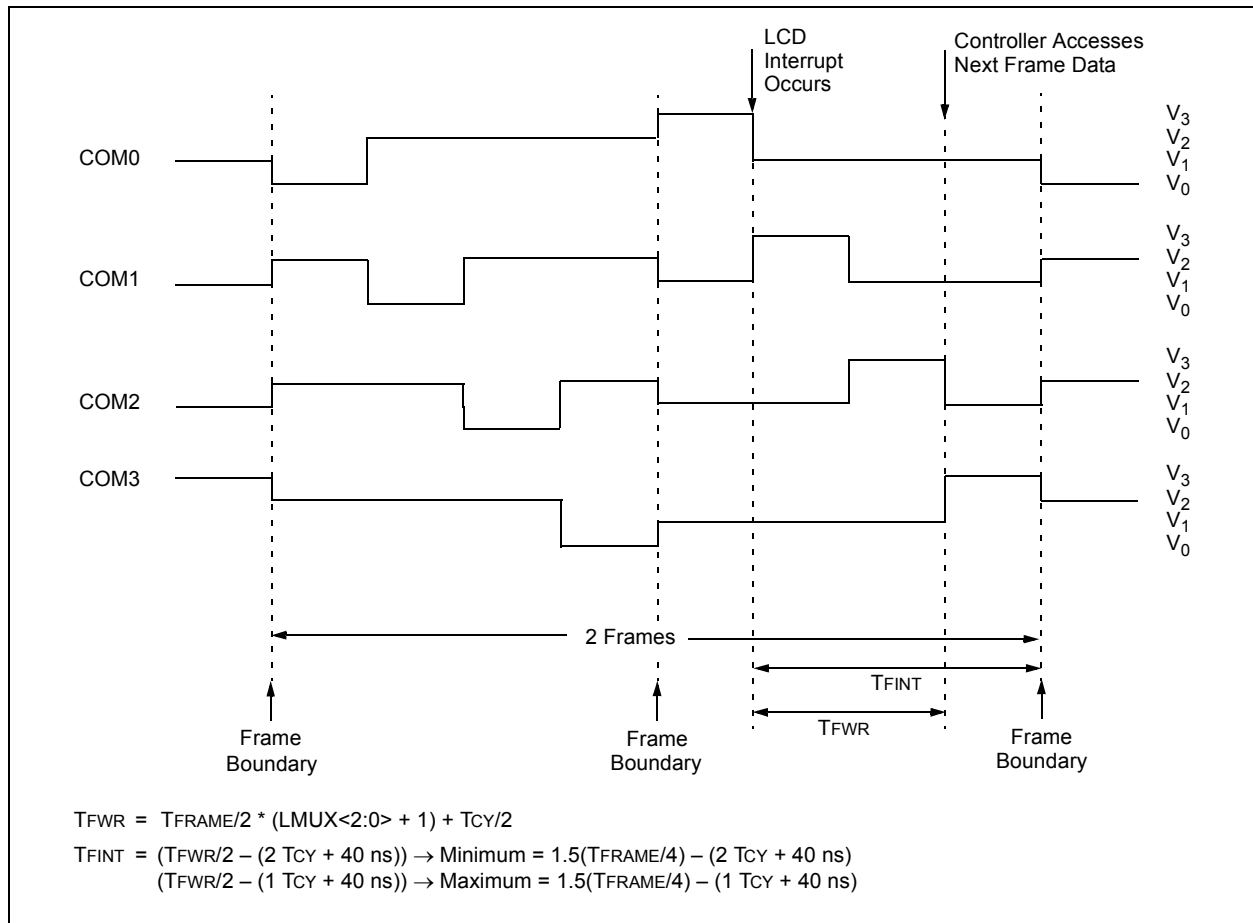 LCD
Interrupt
Occurs
Controller Accesses
Next Frame Data
COM0
V3
V2
V1
V0
COM1
V3
V2
V1
V0
COM2
V3
V2
V1
V0
COM3
V3
V2
V1
V0
2 Frames
TFINT
TFWR
Frame
Boundary
Frame
Boundary
Frame
Boundary
TFWR = TFRAME/2 * (LMUX<2:0> + 1) + TCY/2
TFINT = (TFWR/2 – (2 TCY + 40 ns)) → Minimum = 1.5(TFRAME/4) – (2 TCY + 40 ns)
(TFWR/2 – (1 TCY + 40 ns)) → Maximum = 1.5(TFRAME/4) – (1 TCY + 40 ns)